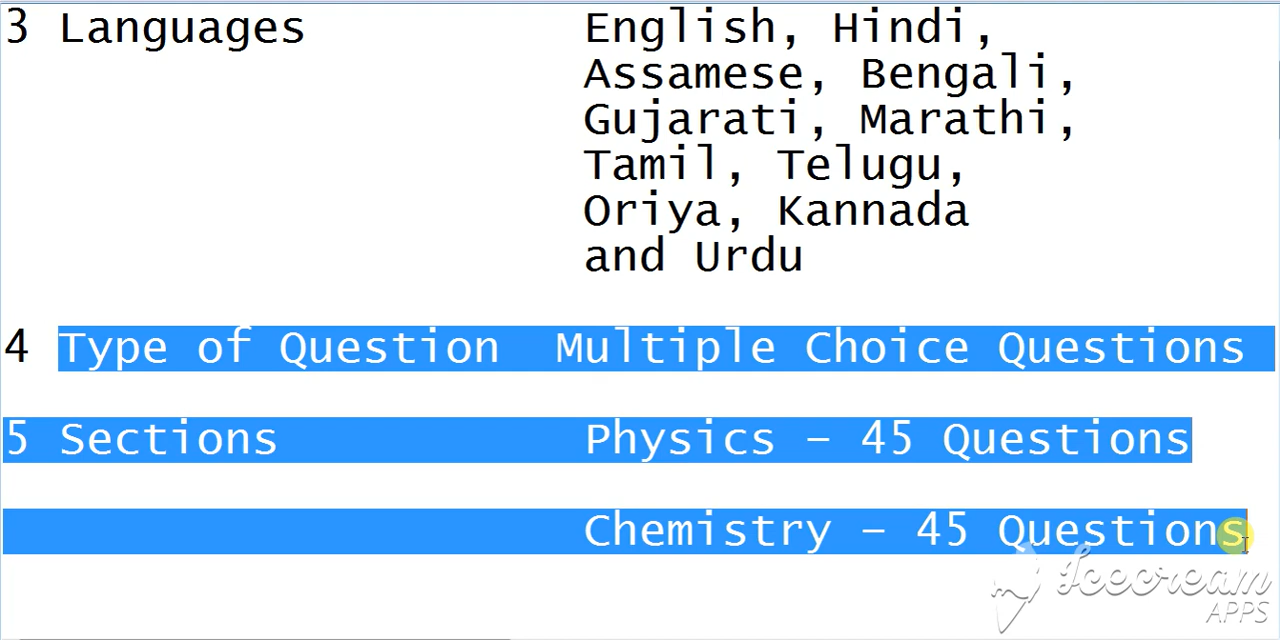 3 Languages English, Hindi,
Assamese, Bengali,
Gujarati, Marathi,
Tamil, Telugu,
Oriya, Kannada
and Urdu
4 Type of Question Multiple Choice Questions
5 Sections Physics – 45 Questions
Chemistry – 45 Questions
Icecream
APPS